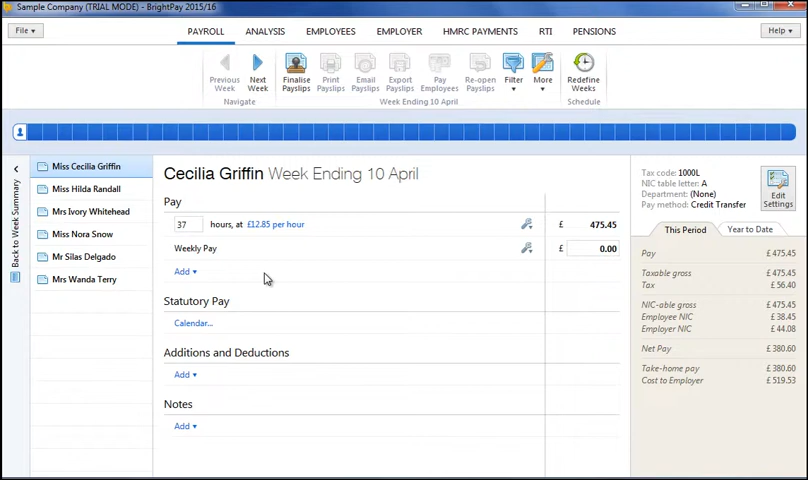 Sample Company (TRIAL MODE) - BrightPay 2015/16
File
PAYROLL ANALYSIS EMPLOYEES EMPLOYER HMRC PAYMENTS RTI PENSIONS
Help
Previous Week
Next Week
Navigate
Finalise Payslips
Print Payslips
Email Payslips
Export Payslips
Pay Employees
Re-open Payslips
Filter
More
Week Ending 10 April
Redefine Weeks
Schedule
Back to Week Summary
Miss Cecilia Griffin
Miss Hilda Randall
Mrs Ivory Whitehead
Miss Nora Snow
Mr Silas Delgado
Mrs Wanda Terry
Cecilia Griffin Week Ending 10 April
Pay
37 hours, at £12.85 per hour £ 475.45
Weekly Pay £ 0.00
Add
Statutory Pay
Calendar...
Additions and Deductions
Add
Notes
Add
Tax code: 1000L
NIC table letter: A
Department: (None)
Pay method: Credit Transfer
Edit Settings
This Period Year to Date
Pay £475.45
Taxable gross £475.45
Tax £56.40
NIC-able gross £475.45
Employee NIC £38.45
Employer NIC £44.08
Net Pay £380.60
Take-home pay £380.60
Cost to Employer £519.53